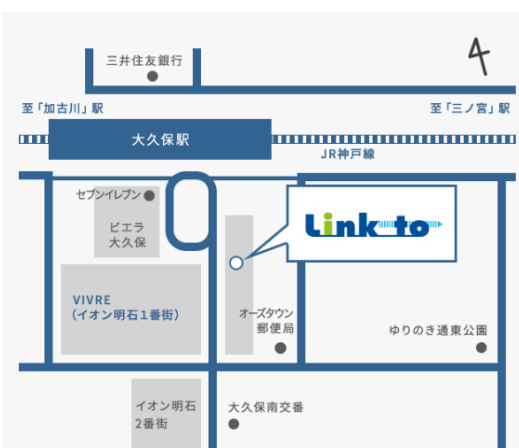 三井住友銀行
至「加古川」駅
至「三ノ宮」駅
大久保駅
JR神戸線
セブンイレブン
ビエラ
大久保
Link to
VIVRE
（イオン明石１番街）
オーズタウン
郵便局
ゆりのき通東公園
イオン明石
2番街
大久保南交番